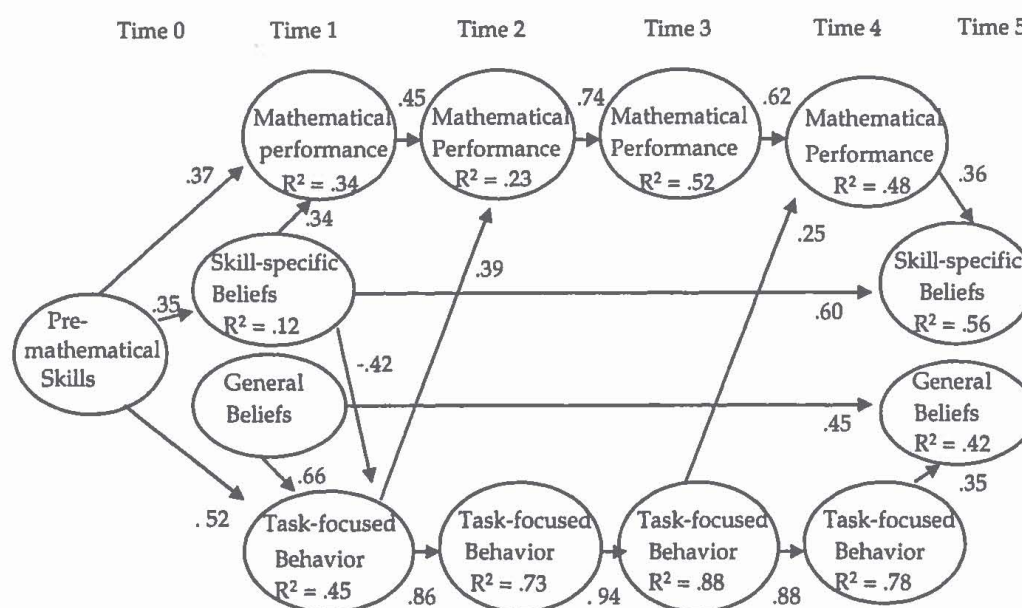 Time 0 Time 1 Time 2 Time 3 Time 4 Time 5
Mathematical
performance
R² = .34
.45
Mathematical
Performance
R² = .23
.74
Mathematical
Performance
R² = .52
.62
Mathematical
Performance
R² = .48
.37
.34
.36
Skill-specific
Beliefs
R² = .12
.39
.25
Skill-specific
Beliefs
R² = .56
.35
.60
Pre-
mathematical
Skills
-.42
General
Beliefs
.45
General
Beliefs
R² = .42
.66
.35
. 52
Task-focused
Behavior
R² = .45
.86
Task-focused
Behavior
R² = .73
. 94
Task-focused
Behavior
R² = .88
.88
Task-focused
Behavior
R² = .78